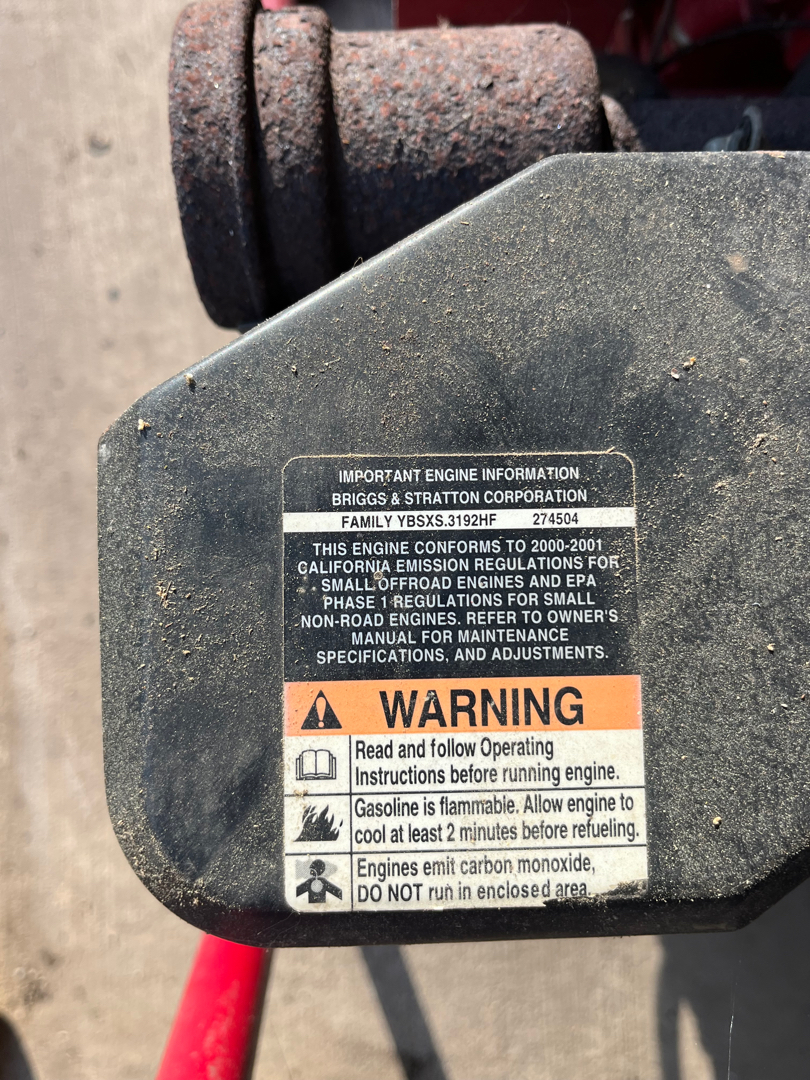 IMPORTANT ENGINE INFORMATION
BRIGGS & STRATTON CORPORATION
FAMILY YBSXS.3192HF 274504
THIS ENGINE CONFORMS TO 2000-2001
CALIFORNIA EMISSION REGULATIONS FOR
SMALL OFFROAD ENGINES AND EPA
PHASE 1 REGULATIONS FOR SMALL
NON-ROAD ENGINES. REFER TO OWNER'S
MANUAL FOR MAINTENANCE
SPECIFICATIONS, AND ADJUSTMENTS.
WARNING
Read and follow Operating
Instructions before running engine.
Gasoline is flammable. Allow engine to
cool at least 2 minutes before refueling.
Engines emit carbon monoxide,
DO NOT run in enclosed area.